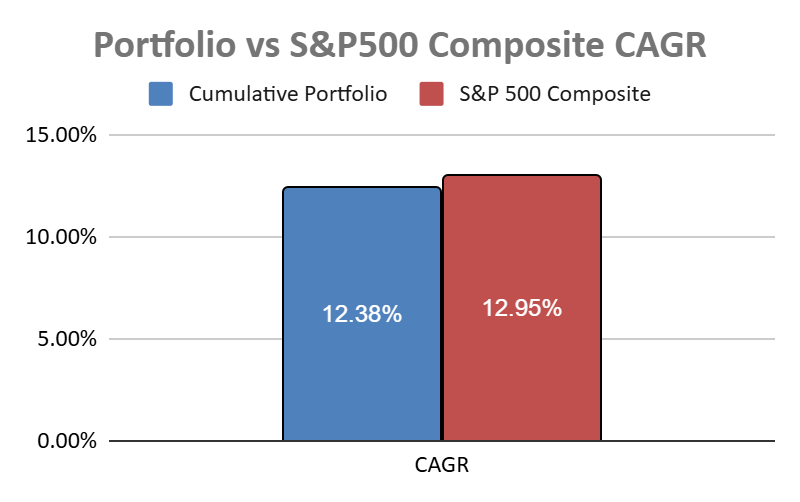 Portfolio vs S&P500 Composite CAGR
Cumulative Portfolio
S&P 500 Composite
15.00%
10.00%
5.00%
0.00%
12.38%
12.95%
CAGR